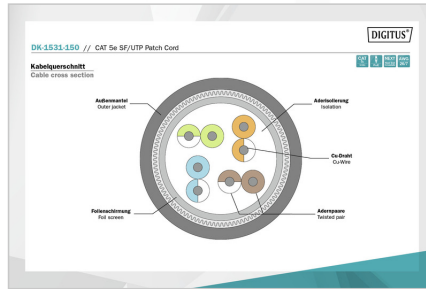 DIGITUS®
DK-1531-150 // CAT 5e SF/UTP Patch Cord
Kabelquerschnitt
Cable cross section
Außenmantel
Outer jacket
Aderisolierung
Isolation
Cu-Draht
Cu-Wire
Folienschirmung
Foil screen
Adernpaare
Twisted pair